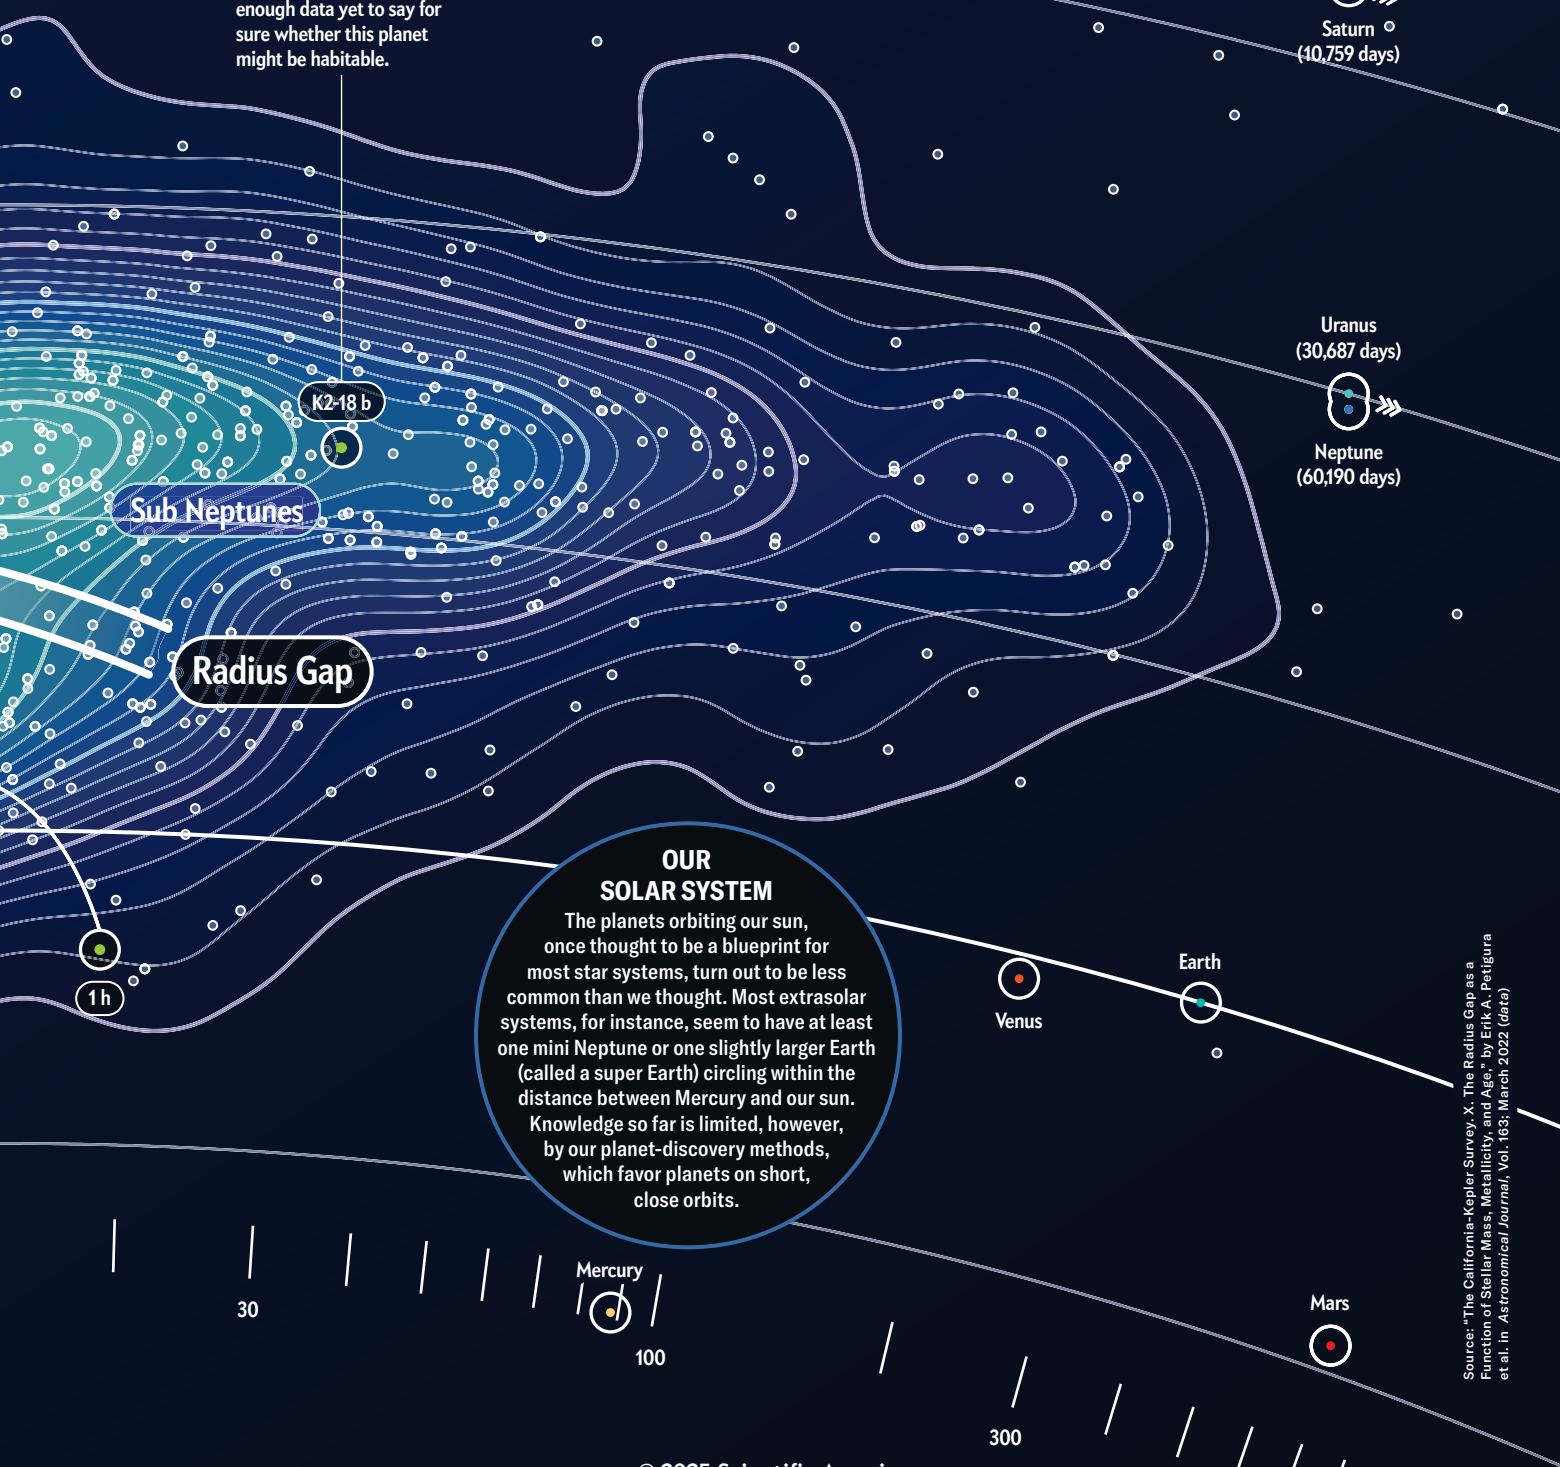 enough data yet to say for
sure whether this planet
might be habitable.
Saturn
(10,759 days)
Uranus
(30,687 days)
Neptune
(60,190 days)
K2-18 b
Sub Neptunes
Radius Gap
1 h
OUR
SOLAR SYSTEM
The planets orbiting our sun,
once thought to be a blueprint for
most star systems, turn out to be less
common than we thought. Most extrasolar
systems, for instance, seem to have at least
one mini Neptune or one slightly larger Earth
(called a super Earth) circling within the
distance between Mercury and our sun.
Knowledge so far is limited, however,
by our planet-discovery methods,
which favor planets on short,
close orbits.
Venus
Earth
Mercury
Mars
30
100
300
Source: “The California-Kepler Survey. X. The Radius Gap as a
Function of Stellar Mass, Metallicity, and Age,” by Erik A. Petigura
et al. in Astronomical Journal, Vol. 163; March 2022 (data)